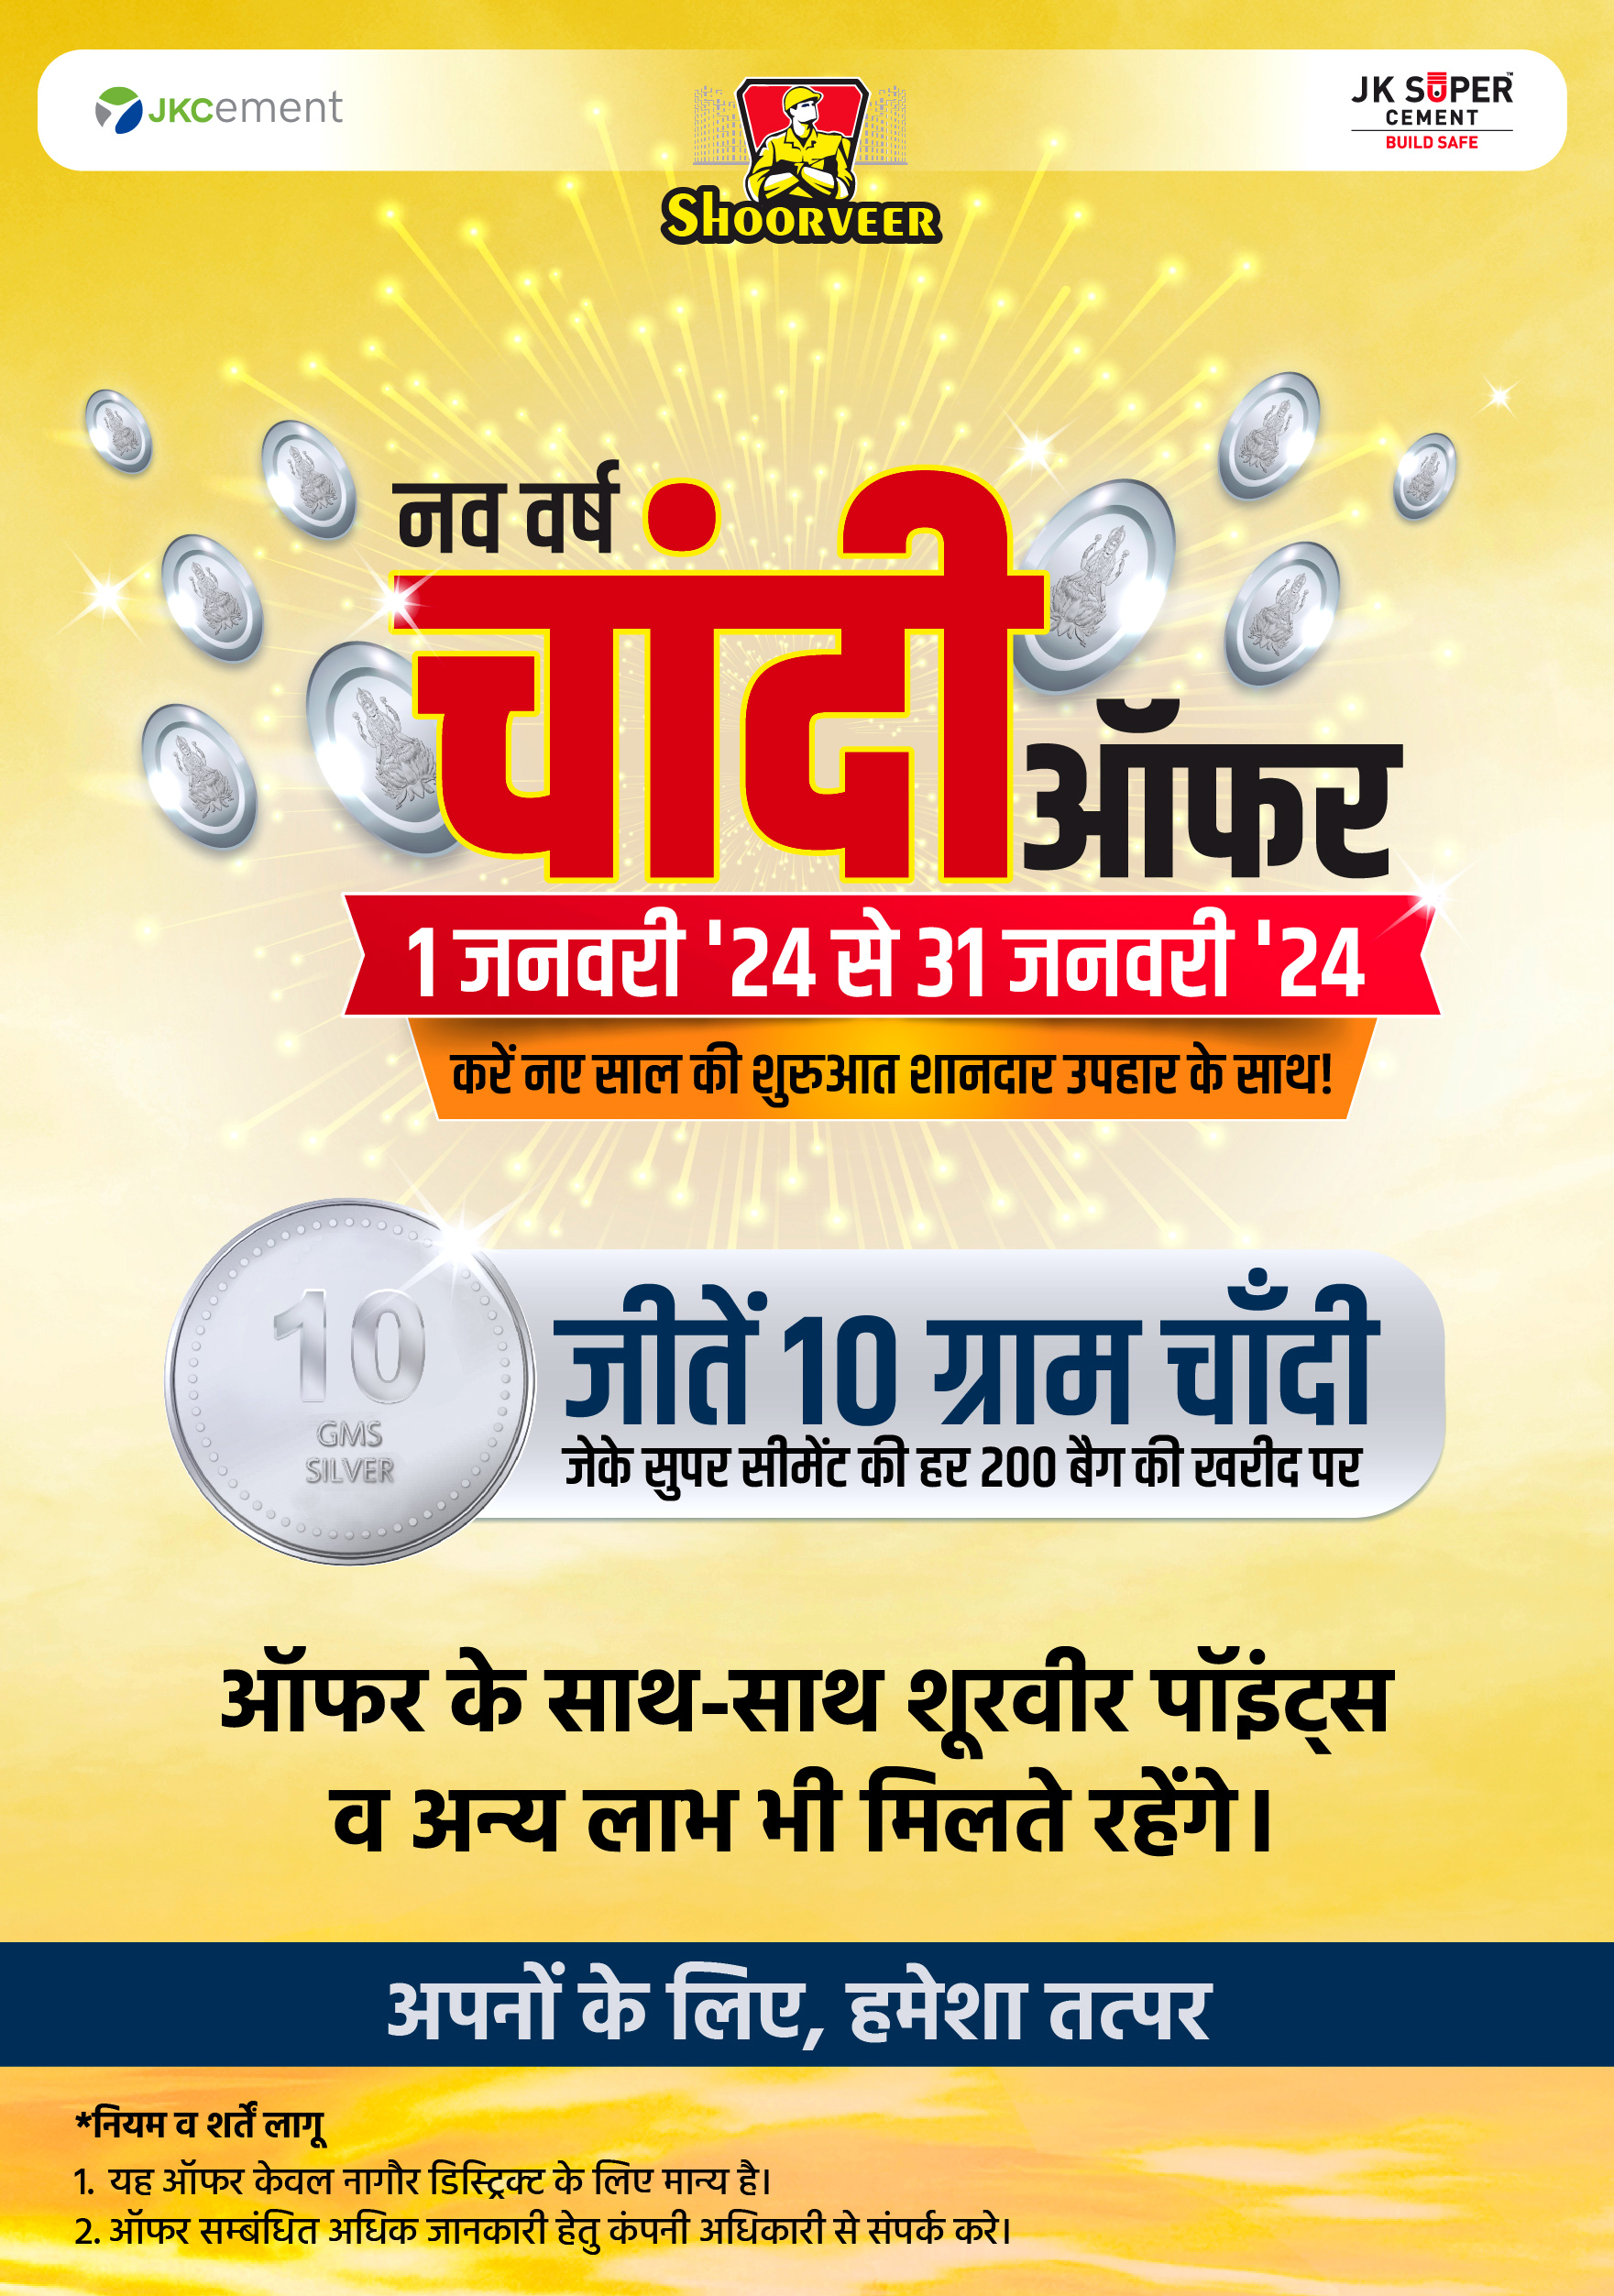 JKCement
JK SUPER
CEMENT
BUILD SAFE
SHOORVEER
नव वर्ष
चांदी
ऑफर
1 जनवरी '24 से 31 जनवरी '24
करें नए साल की शुरुआत शानदार उपहार के साथ!
10
GMS
SILVER
जीतें 10 ग्राम चाँदी
जेके सुपर सीमेंट की हर 200 बैग की खरीद पर
ऑफर के साथ-साथ शूरवीर पॉइंट्स
व अन्य लाभ भी मिलते रहेंगे।
अपनों के लिए, हमेशा तत्पर
*नियम व शर्तें लागू
1. यह ऑफर केवल नागौर डिस्ट्रिक्ट के लिए मान्य है।
2. ऑफर सम्बंधित अधिक जानकारी हेतु कंपनी अधिकारी से संपर्क करे।